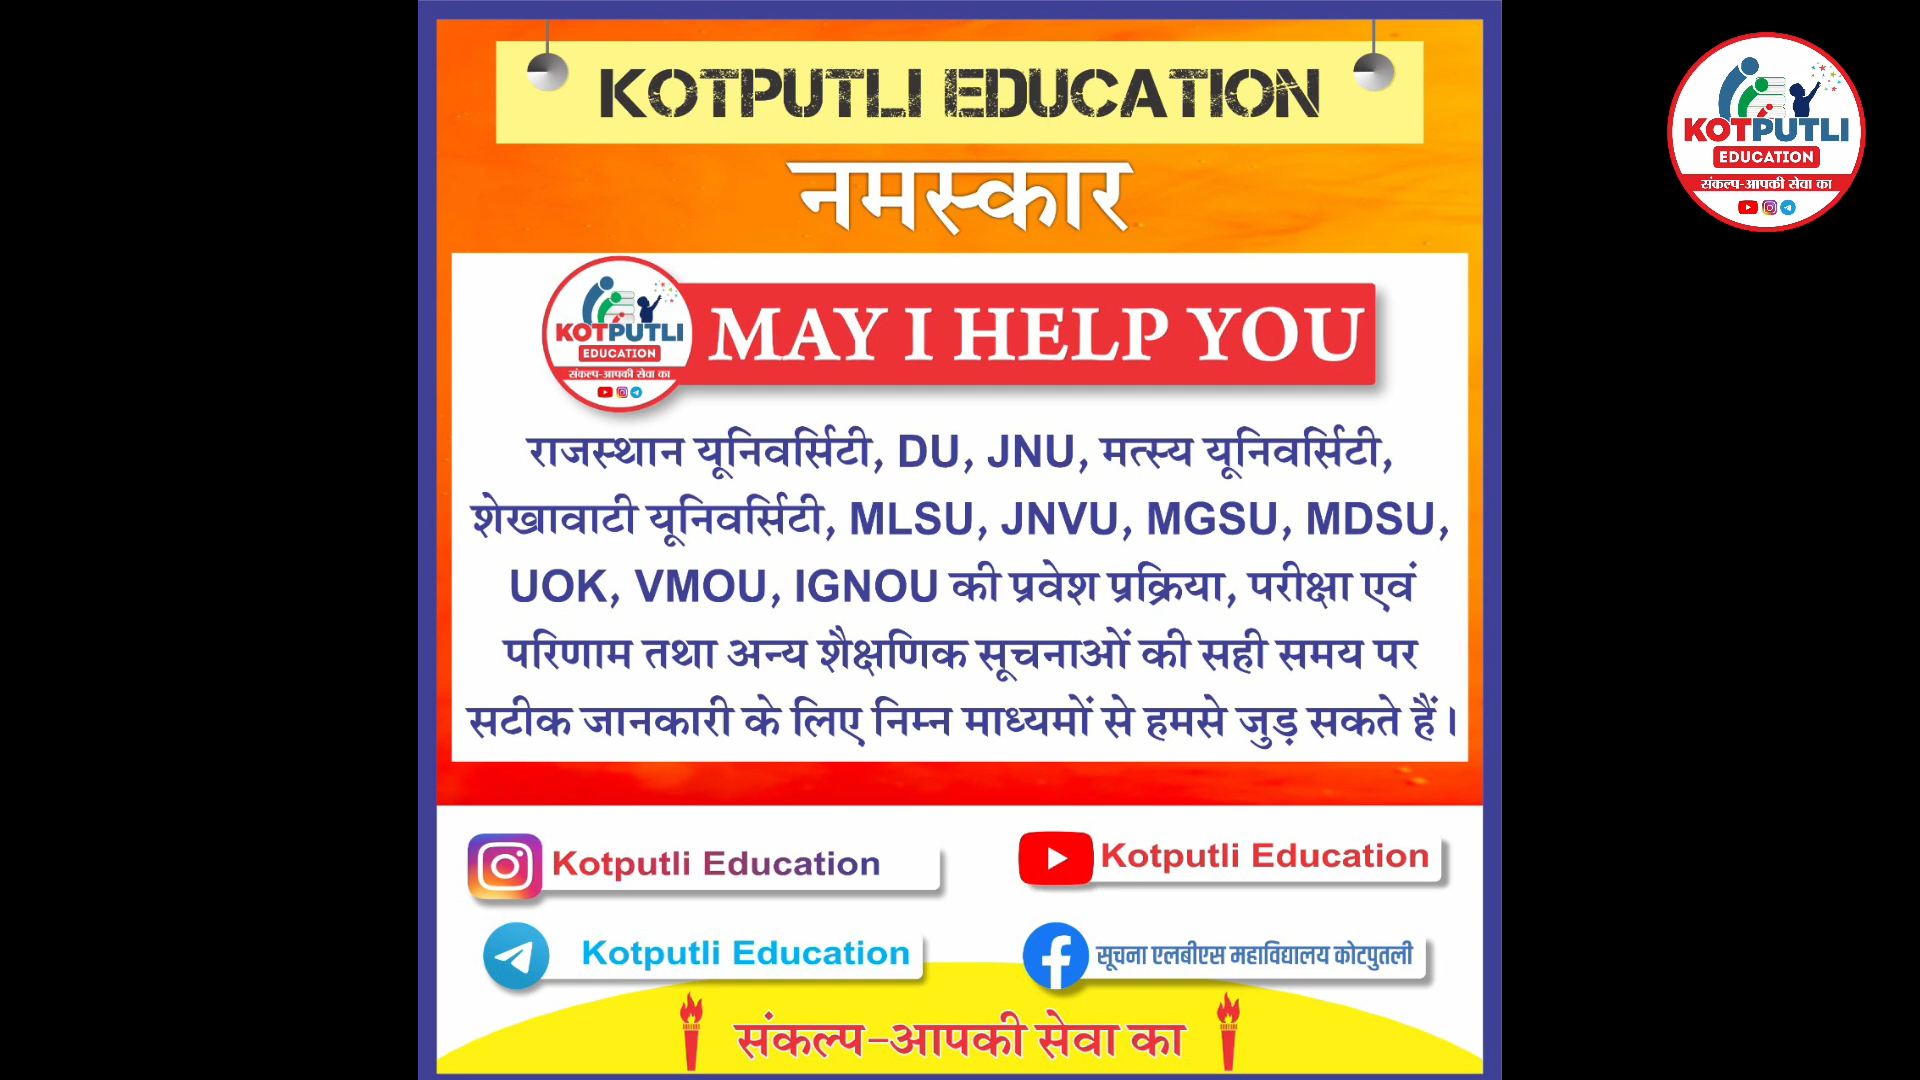 KOTPUTLI EDUCATION
नमस्कार
KOTPUTLI
EDUCATION
संकल्प-आपकी सेवा का
KOTPUTLI
EDUCATION
संकल्प-आपकी सेवा का
MAY I HELP YOU
राजस्थान यूनिवर्सिटी, DU, JNU, मत्स्य यूनिवर्सिटी,
शेखावाटी यूनिवर्सिटी, MLSU, JNVU, MGSU, MDSU,
UOK, VMOU, IGNOU की प्रवेश प्रक्रिया, परीक्षा एवं
परिणाम तथा अन्य शैक्षणिक सूचनाओं की सही समय पर
सटीक जानकारी के लिए निम्न माध्यमों से हमसे जुड़ सकते हैं।
Kotputli Education
Kotputli Education
Kotputli Education
सूचना एलबीएस महाविद्यालय कोटपुतली
संकल्प-आपकी सेवा का